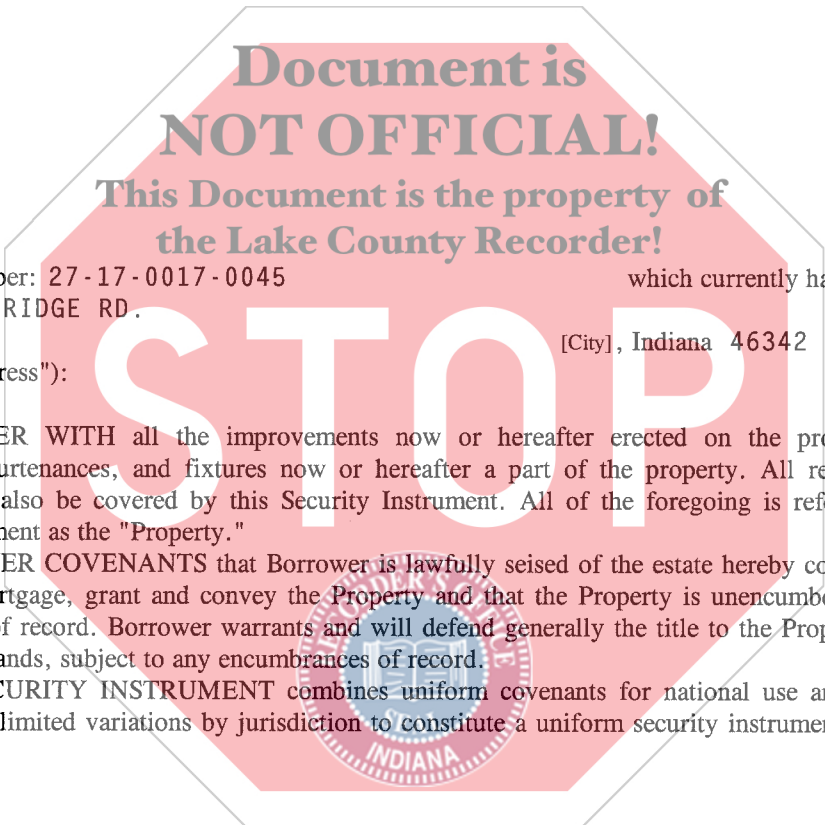 Document is
NOT OFFICIAL!
This Document is the property of
the Lake County Recorder!
ber: 27-17-0017-0045 which currently ha
RIDGE RD.
[City], Indiana 46342
ress"):
STOP
ER WITH all the improvements now or hereafter erected on the pro
urtenances, and fixtures now or hereafter a part of the property. All re
also be covered by this Security Instrument. All of the foregoing is refe
nent as the "Property."
ER COVENANTS that Borrower is lawfully seised of the estate hereby co
rtgage, grant and convey the Property and that the Property is unencumbe
f record. Borrower warrants and will defend generally the title to the Prop
ands, subject to any encumbrances of record.
CURITY INSTRUMENT combines uniform covenants for national use a
limited variations by jurisdiction to constitute a uniform security instrumen
RECORDER'S OFFICE
INDIANA